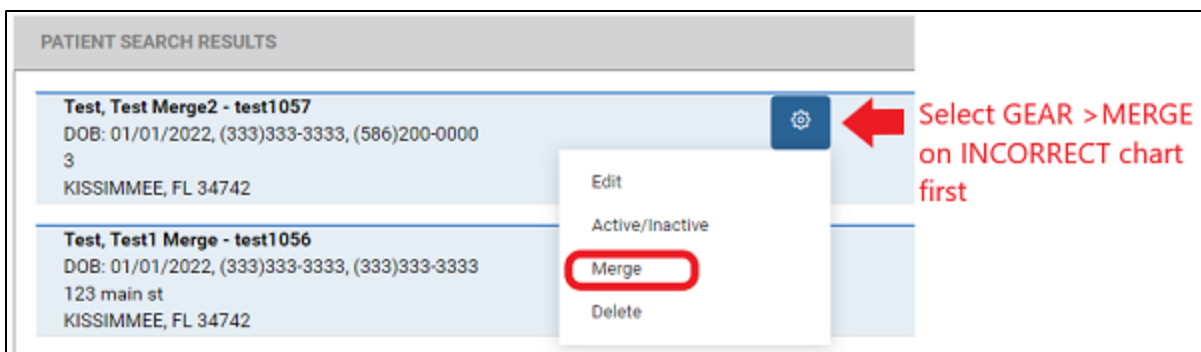 PATIENT SEARCH RESULTS
Test, Test Merge2 - test1057
DOB: 01/01/2022, (333)333-3333, (586)200-0000
3
KISSIMMEE, FL 34742
Test, Test1 Merge - test1056
DOB: 01/01/2022, (333)333-3333, (333)333-3333
123 main st
KISSIMMEE, FL 34742
Edit
Active/Inactive
Merge
Delete
Select GEAR >MERGE
on INCORRECT chart
first